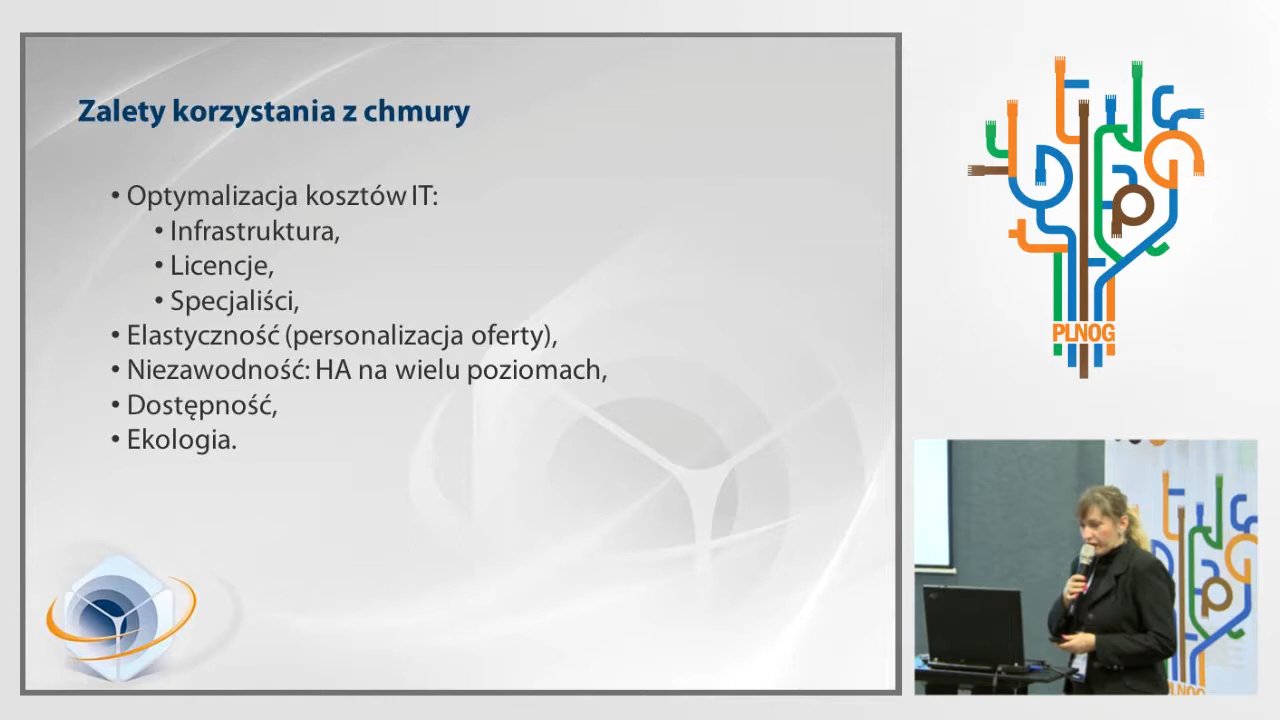 Zalety korzystania z chmury
• Optymalizacja kosztów IT:
• Infrastruktura,
• Licencje,
• Specjaliści,
• Elastyczność (personalizacja oferty),
• Niezawodność: HA na wielu poziomach,
• Dostępność,
• Ekologia.
PLNOG
PLNOG